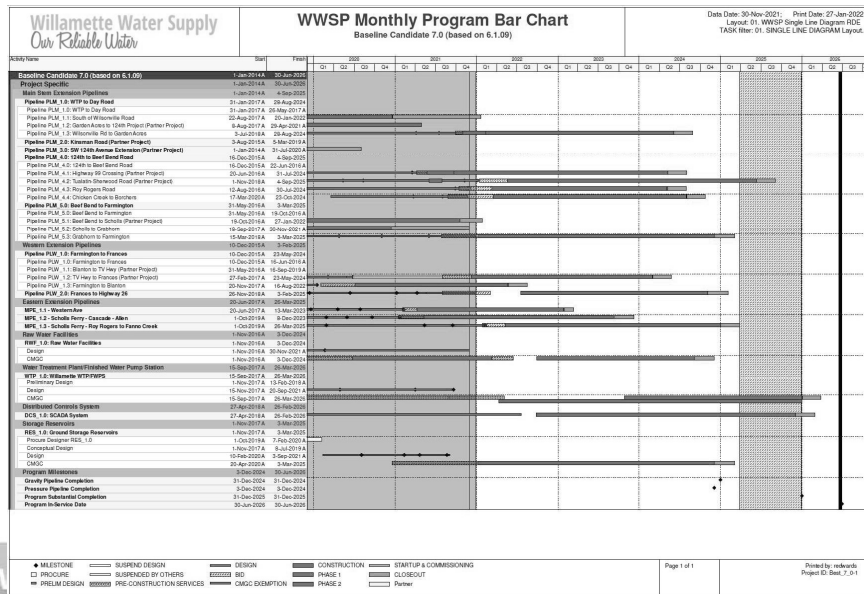 Willamette Water Supply
Our Reliable Water
WWSP Monthly Program Bar Chart
Baseline Candidate 7.0 (based on 6.1.09)
Data Date: 30-Nov-2021; Print Date: 27-Jan-2022
Layout: 01. WWSP Single Line Diagram RDE
TASK filter: 01. SINGLE LINE DIAGRAM Layout.
Activity Name Start Finish 2020 2021 2022 2023 2024 2025 2026
Q1 Q2 Q3 Q4 Q1 Q2 Q3 Q4 Q1 Q2 Q3 Q4 Q1 Q2 Q3 Q4 Q1 Q2 Q3 Q4 Q1 Q2 Q3 Q4 Q1 Q2 Q3
Baseline Candidate 7.0 (based on 6.1.09) 1-Jan-2014 A 30-Jun-2026
Project Specific 1-Jan-2014 A 30-Jun-2026
Main Stem Extension Pipelines 1-Jan-2014 A 4-Sep-2025
Pipeline PLM_1.0: WTP to Day Road 31-Jan-2017 A 28-Aug-2024
Pipeline PLM_1.0: WTP to Day Road 31-Jan-2017 A 26-May-2017 A
Pipeline PLM_1.1: South of Wilsonville Road 22-Aug-2017 A 20-Jan-2022
Pipeline PLM_1.2: Garden Acres to 124th Project (Partner Project) 8-Aug-2017 A 29-Apr-2021 A
Pipeline PLM_1.3: Wilsonville Rd to Garden Acres 3-Jul-2018 A 28-Aug-2024
Pipeline PLM_2.0: Kinsman Road (Partner Project) 3-Aug-2015 A 5-Mar-2019 A
Pipeline PLM_3.0: SW 124th Avenue Extension (Partner Project) 1-Jan-2014 A 31-Jul-2020 A
Pipeline PLM_4.0: 124th to Beef Bend Road 16-Dec-2015 A 4-Sep-2025
Pipeline PLM_4.0: 124th to Beef Bend Road 16-Dec-2015 A 22-Jun-2016 A
Pipeline PLM_4.1: Highway 99 Crossing (Partner Project) 20-Jun-2016 A 31-Jul-2024
Pipeline PLM_4.2: Tualatin-Sherwood Road (Partner Project) 1-Nov-2018 A 4-Sep-2025
Pipeline PLM_4.3: Roy Rogers Road 12-Aug-2016 A 30-Jul-2024
Pipeline PLM_4.4: Chicken Creek to Borchers 17-Mar-2020 A 23-Oct-2024
Pipeline PLM_5.0: Beef Bend to Farmington 31-May-2016 A 3-Mar-2025
Pipeline PLM_5.0: Beef Bend to Farmington 31-May-2016 A 19-Oct-2016 A
Pipeline PLM_5.1: Beef Bend to Scholls (Partner Project) 19-Oct-2016 A 27-Jan-2022
Pipeline PLM_5.2: Scholls to Grabhorn 19-Sep-2017 A 30-Nov-2021 A
Pipeline PLM_5.3: Grabhorn to Farmington 15-Mar-2018 A 3-Mar-2025
Western Extension Pipelines 10-Dec-2015 A 3-Feb-2025
Pipeline PLW_1.0: Farmington to Frances 10-Dec-2015 A 23-May-2024
Pipeline PLW_1.0: Farmington to Frances 10-Dec-2015 A 16-Jun-2016 A
Pipeline PLW_1.1: Blanton to TV Hwy (Partner Project) 31-May-2016 A 16-Sep-2019 A
Pipeline PLW_1.2: TV Hwy to Frances (Partner Project) 27-Feb-2017 A 23-May-2024
Pipeline PLW_1.3: Farmington to Blanton 20-Nov-2017 A 16-Aug-2022
Pipeline PLW_2.0: Frances to Highway 26 26-Nov-2018 A 3-Feb-2025
Eastern Extension Pipelines 20-Jun-2017 A 26-Mar-2025
MPE_1.1 - WesternAve 20-Jun-2017 A 13-Mar-2023
MPE_1.2 - Scholls Ferry - Cascade - Allen 1-Oct-2019 A 8-Dec-2023
MPE_1.3 - Scholls Ferry - Roy Rogers to Fanno Creek 1-Oct-2019 A 26-Mar-2025
Raw Water Facilities 1-Nov-2016 A 3-Dec-2024
RWF_1.0: Raw Water Facilities 1-Nov-2016 A 3-Dec-2024
Design 1-Nov-2016 A 30-Nov-2021 A
CMGC 1-Nov-2016 A 3-Dec-2024
Water Treatment Plant/Finished Water Pump Station 15-Sep-2017 A 26-Mar-2026
WTP_1.0: Willamette WTP/FWPS 15-Sep-2017 A 26-Mar-2026
Preliminary Design 1-Nov-2017 A 13-Feb-2018 A
Design 15-Nov-2017 A 20-Sep-2021 A
CMGC 15-Sep-2017 A 26-Mar-2026
Distributed Controls System 27-Apr-2018 A 26-Feb-2026
DCS_1.0: SCADA System 27-Apr-2018 A 26-Feb-2026
Storage Reservoirs 1-Nov-2017 A 3-Mar-2025
RES_1.0: Ground Storage Reservoirs 1-Nov-2017 A 3-Mar-2025
Procure Designer RES_1.0 1-Oct-2019 A 7-Feb-2020 A
Conceptual Design 1-Nov-2017 A 8-Jul-2019 A
Design 10-Feb-2020 A 3-Sep-2021 A
CMGC 20-Apr-2020 A 3-Mar-2025
Program Milestones 3-Dec-2024 30-Jun-2026
Gravity Pipeline Completion 31-Dec-2024 31-Dec-2024
Pressure Pipeline Completion 3-Dec-2024 3-Dec-2024
Program Substantial Completion 31-Dec-2025 31-Dec-2025
Program In-Service Date 30-Jun-2026 30-Jun-2026
MILESTONE SUSPEND DESIGN DESIGN CONSTRUCTION STARTUP & COMMISSIONING
PROCURE SUSPENDED BY OTHERS BID PHASE 1 CLOSEOUT
PRELIM DESIGN PRE-CONSTRUCTION SERVICES CMGC EXEMPTION PHASE 2 Partner
Page 1 of 1
Printed by: redwards
Project ID: Best_7_0-1